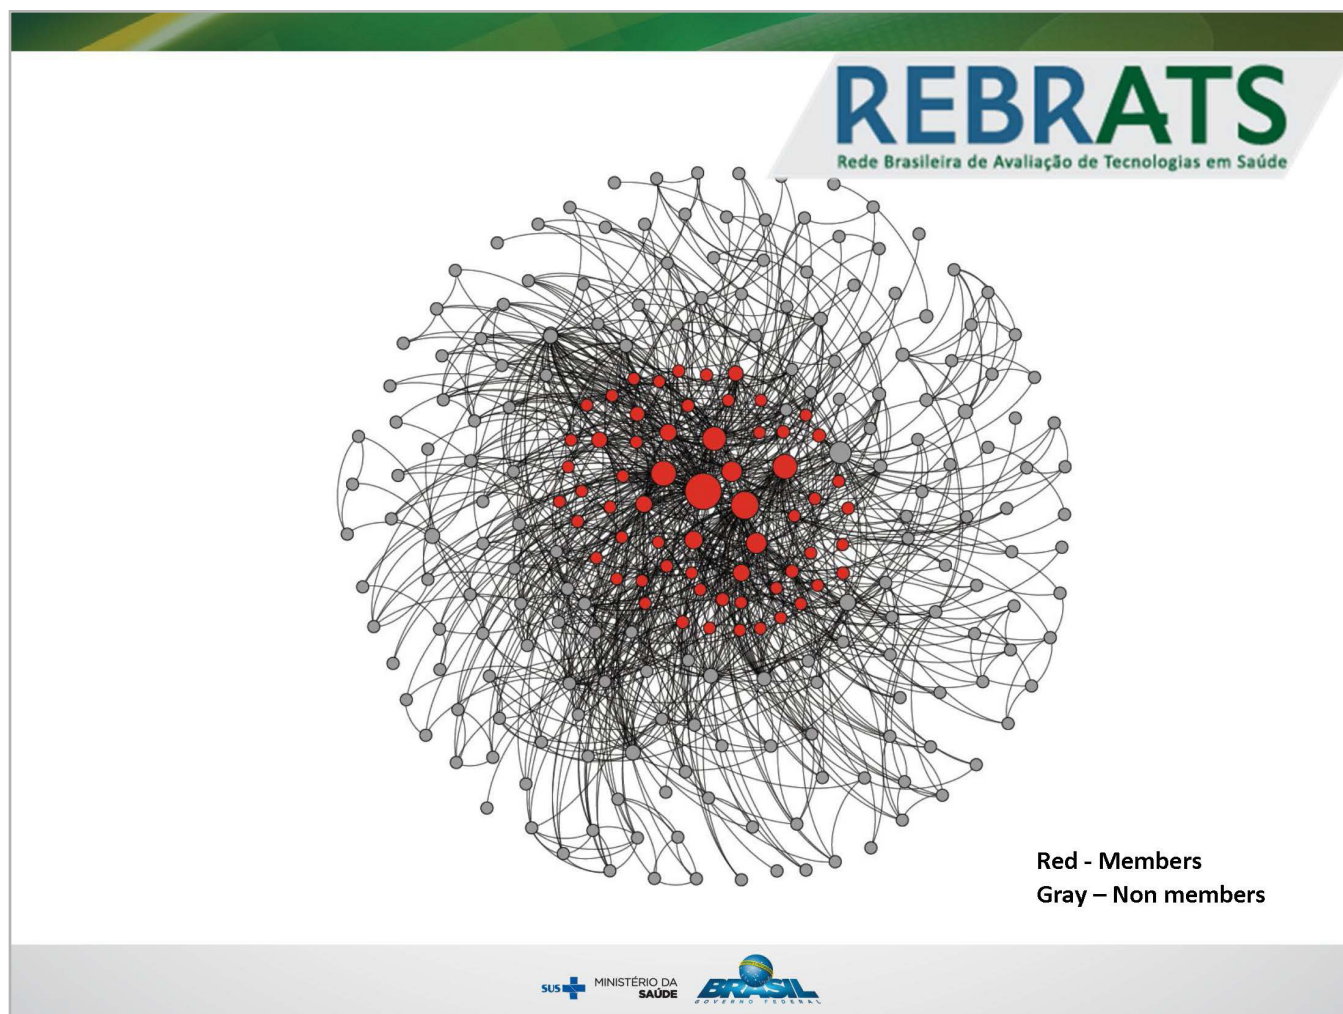 REBRATS
Rede Brasileira de Avaliação de Tecnologias em Saúde
Red - Members
Gray – Non members
SUS
MINISTÉRIO DA
SAÚDE
BRASIL
GOVERNO FEDERAL